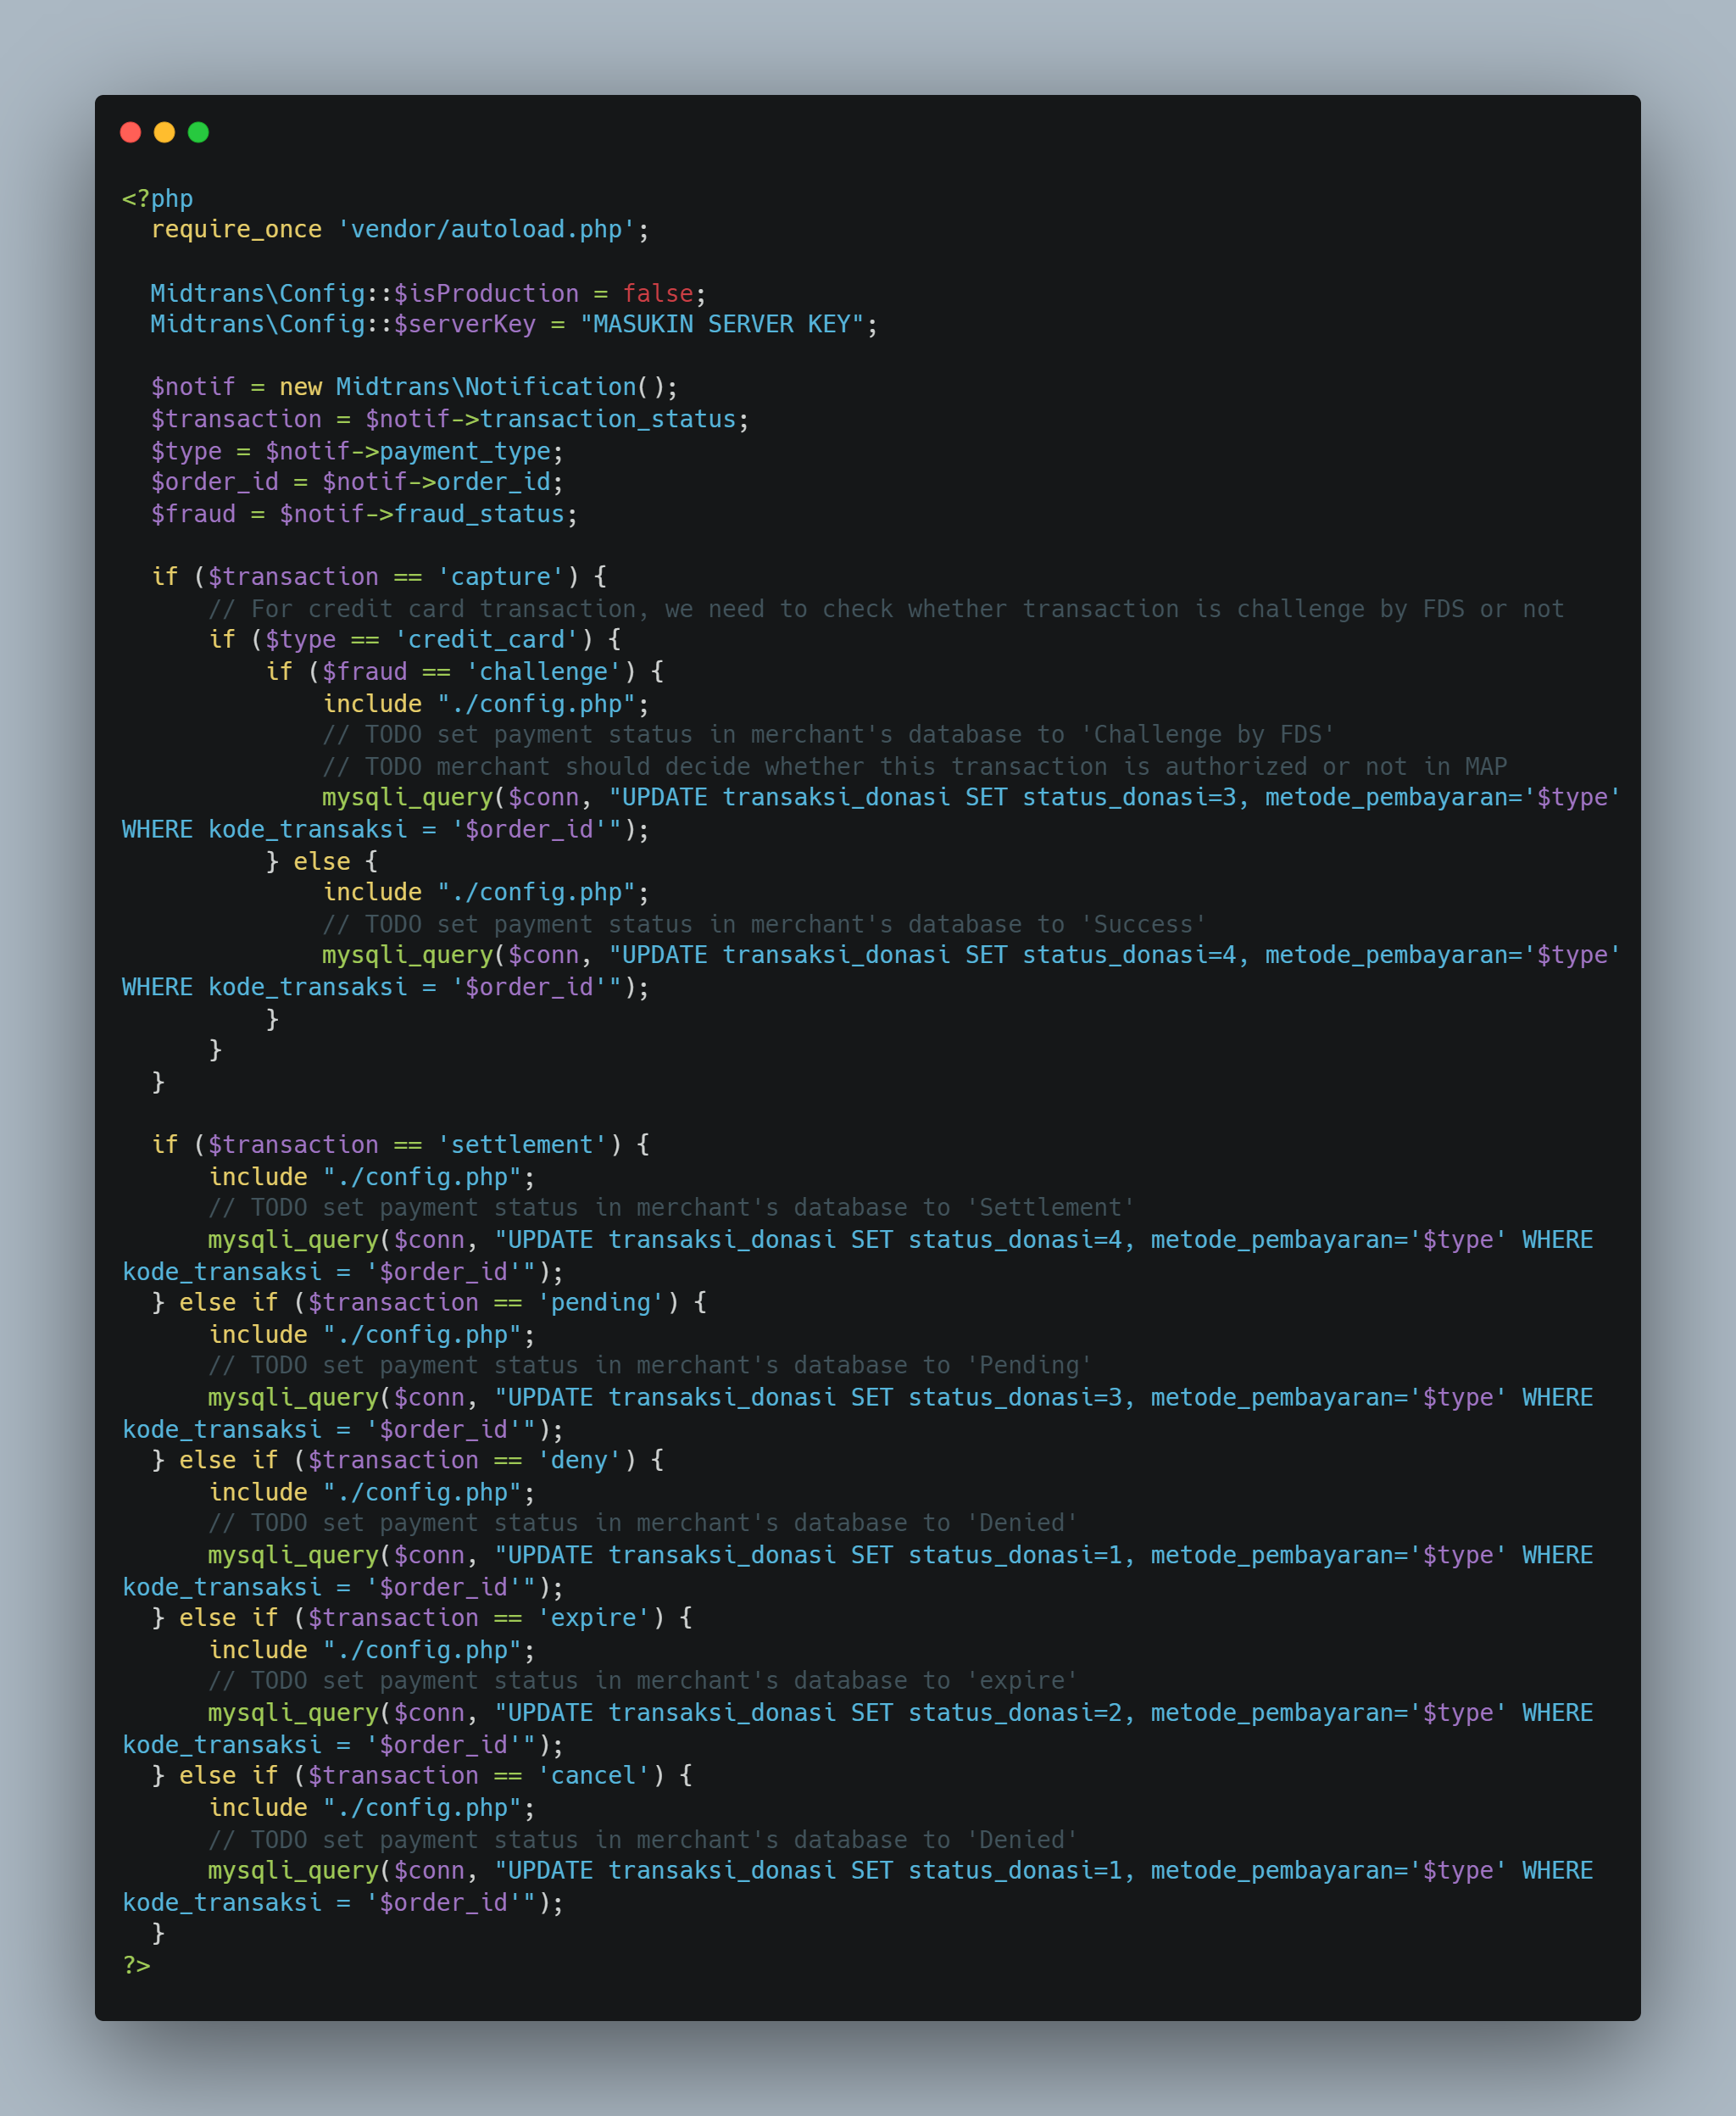 <?php
  require_once 'vendor/autoload.php';

  Midtrans\Config::$isProduction = false;
  Midtrans\Config::$serverKey = "MASUKIN SERVER KEY";

  $notif = new Midtrans\Notification();
  $transaction = $notif->transaction_status;
  $type = $notif->payment_type;
  $order_id = $notif->order_id;
  $fraud = $notif->fraud_status;

  if ($transaction == 'capture') {
      // For credit card transaction, we need to check whether transaction is challenge by FDS or not
      if ($type == 'credit_card') {
          if ($fraud == 'challenge') {
              include "./config.php";
              // TODO set payment status in merchant's database to 'Challenge by FDS'
              // TODO merchant should decide whether this transaction is authorized or not in MAP
              mysqli_query($conn, "UPDATE transaksi_donasi SET status_donasi=3, metode_pembayaran='$type'
WHERE kode_transaksi = '$order_id'");
          } else {
              include "./config.php";
              // TODO set payment status in merchant's database to 'Success'
              mysqli_query($conn, "UPDATE transaksi_donasi SET status_donasi=4, metode_pembayaran='$type'
WHERE kode_transaksi = '$order_id'");
          }
      }
  }

  if ($transaction == 'settlement') {
      include "./config.php";
      // TODO set payment status in merchant's database to 'Settlement'
      mysqli_query($conn, "UPDATE transaksi_donasi SET status_donasi=4, metode_pembayaran='$type' WHERE
kode_transaksi = '$order_id'");
  } else if ($transaction == 'pending') {
      include "./config.php";
      // TODO set payment status in merchant's database to 'Pending'
      mysqli_query($conn, "UPDATE transaksi_donasi SET status_donasi=3, metode_pembayaran='$type' WHERE
kode_transaksi = '$order_id'");
  } else if ($transaction == 'deny') {
      include "./config.php";
      // TODO set payment status in merchant's database to 'Denied'
      mysqli_query($conn, "UPDATE transaksi_donasi SET status_donasi=1, metode_pembayaran='$type' WHERE
kode_transaksi = '$order_id'");
  } else if ($transaction == 'expire') {
      include "./config.php";
      // TODO set payment status in merchant's database to 'expire'
      mysqli_query($conn, "UPDATE transaksi_donasi SET status_donasi=2, metode_pembayaran='$type' WHERE
kode_transaksi = '$order_id'");
  } else if ($transaction == 'cancel') {
      include "./config.php";
      // TODO set payment status in merchant's database to 'Denied'
      mysqli_query($conn, "UPDATE transaksi_donasi SET status_donasi=1, metode_pembayaran='$type' WHERE
kode_transaksi = '$order_id'");
  }
?>